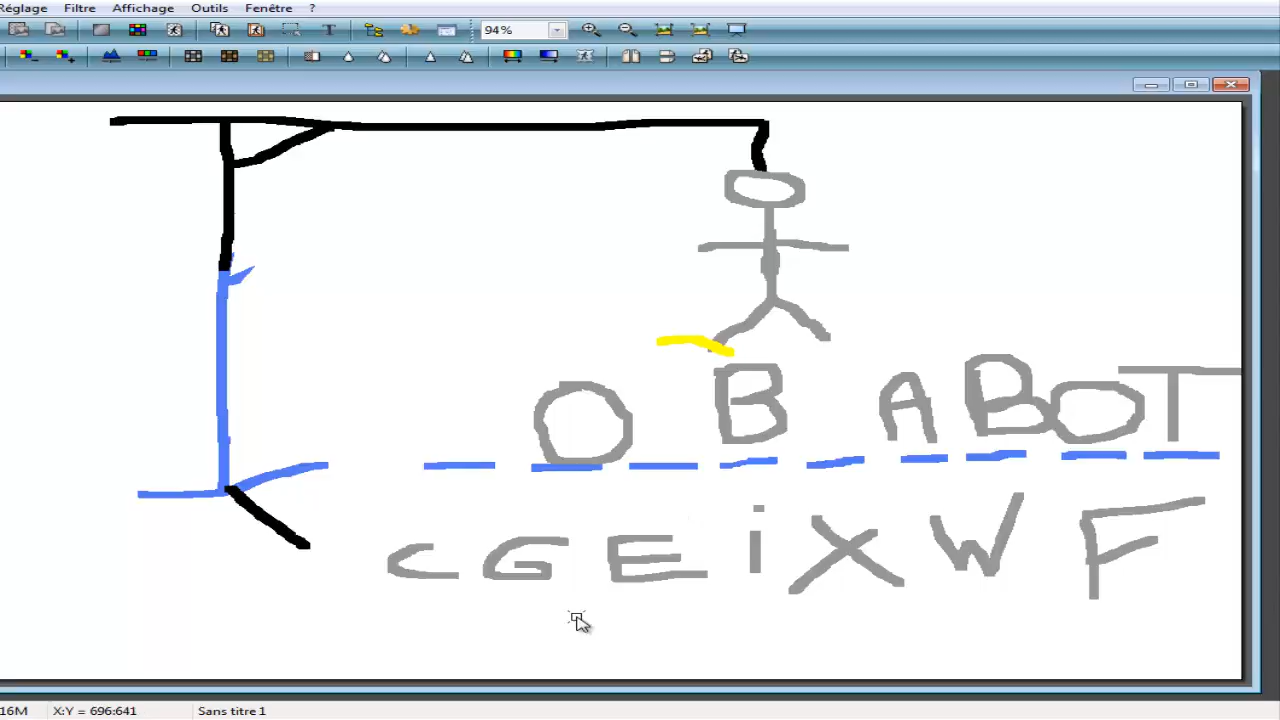 Réglage Filtre Affichage Outils Fenêtre ?
T 94%
O B A B O T
C G E i X W F
16M X:Y = 696:641 Sans titre 1